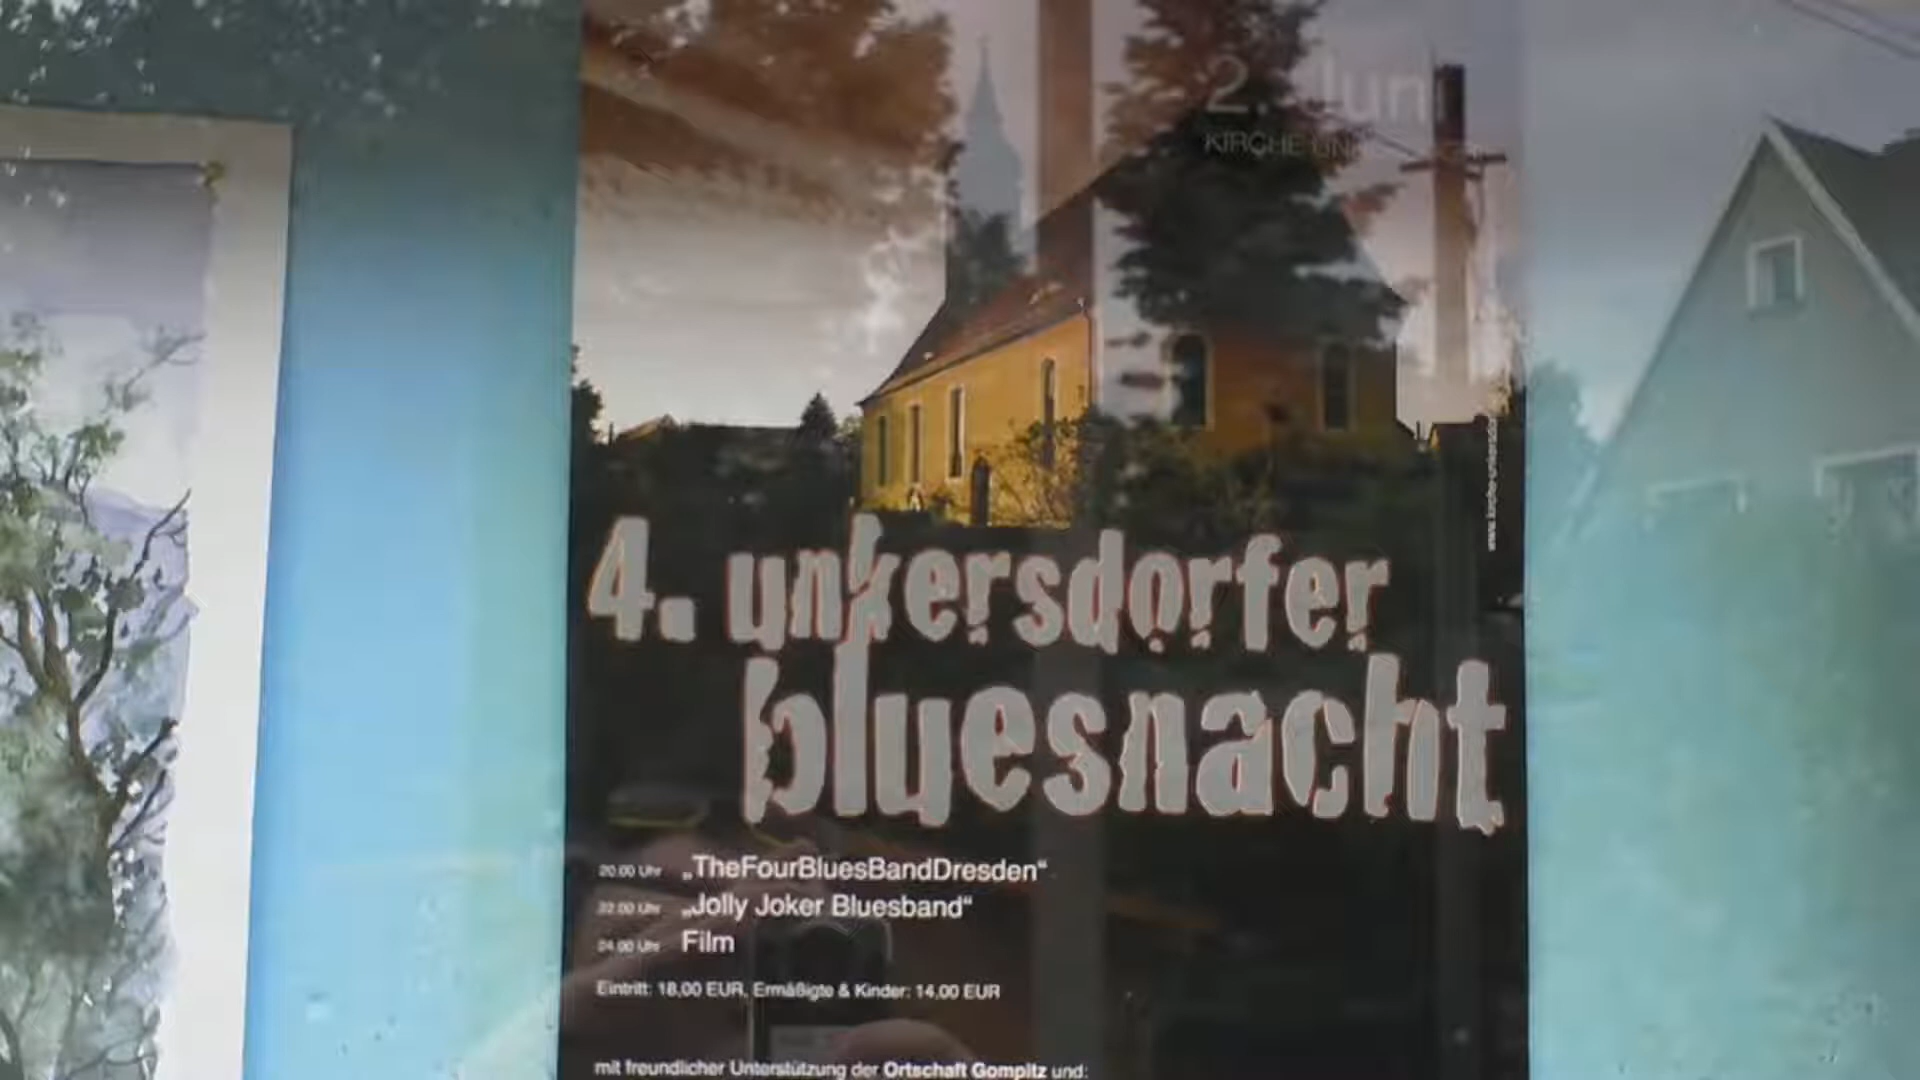 2. Juni
KIRCHE
4. unkersdorfer
bluesnacht
20.00 Uhr „TheFourBluesBandDresden“
22.00 Uhr „Jolly Joker Bluesband“
24.00 Uhr Film
Eintritt: 18,00 EUR, Ermäßigte & Kinder: 14,00 EUR
mit freundlicher Unterstützung der Ortschaft Gompitz und: